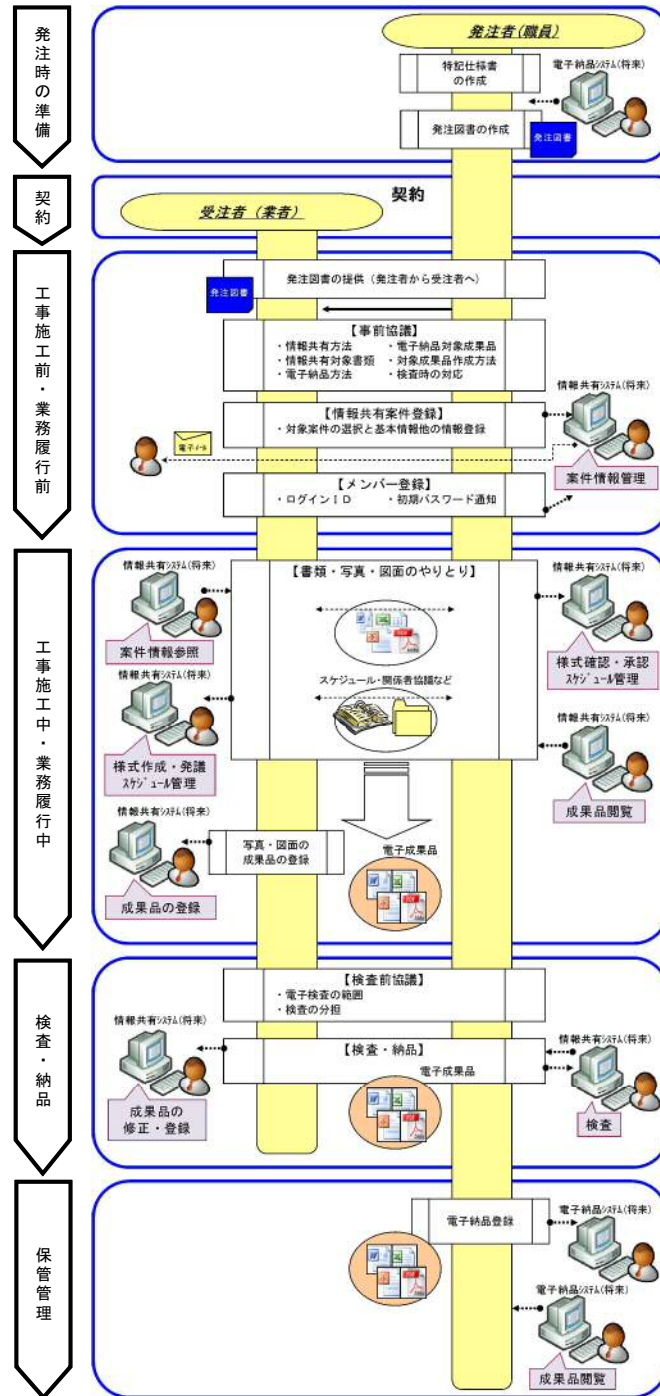 発注時の準備
発注者(職員)
特記仕様書
の作成
電子納品ｼｽﾃﾑ(将来)
発注図書の作成
発注図書
契約
契約
受注者（業者）
工事施工前・業務履行前
発注図書の提供（発注者から受注者へ）
発注図書
【事前協議】
・情報共有方法　・電子納品対象成果品
・情報共有対象書類　・対象成果品作成方法
・電子納品方法　・検査時の対応
情報共有ｼｽﾃﾑ(将来)
【情報共有案件登録】
・対象案件の選択と基本情報他の情報登録
電子ﾒｰﾙ
案件情報管理
【メンバー登録】
・ログインＩＤ　・初期パスワード通知
工事施工中・業務履行中
【書類・写真・図面のやりとり】
情報共有ｼｽﾃﾑ(将来)
案件情報参照
情報共有ｼｽﾃﾑ(将来)
様式確認・承認
ｽｹｼﾞｭｰﾙ管理
スケジュール・関係者協議など
情報共有ｼｽﾃﾑ(将来)
様式作成・発議
ｽｹｼﾞｭｰﾙ管理
情報共有ｼｽﾃﾑ(将来)
成果品閲覧
情報共有ｼｽﾃﾑ(将来)
成果品の登録
写真・図面の
成果品の登録
電子成果品
検査・納品
【検査前協議】
・電子検査の範囲
・検査の分担
情報共有ｼｽﾃﾑ(将来)
成果品の
修正・登録
【検査・納品】
電子成果品
情報共有ｼｽﾃﾑ(将来)
検査
保管管理
電子納品登録
電子納品ｼｽﾃﾑ(将来)
電子納品ｼｽﾃﾑ(将来)
成果品閲覧